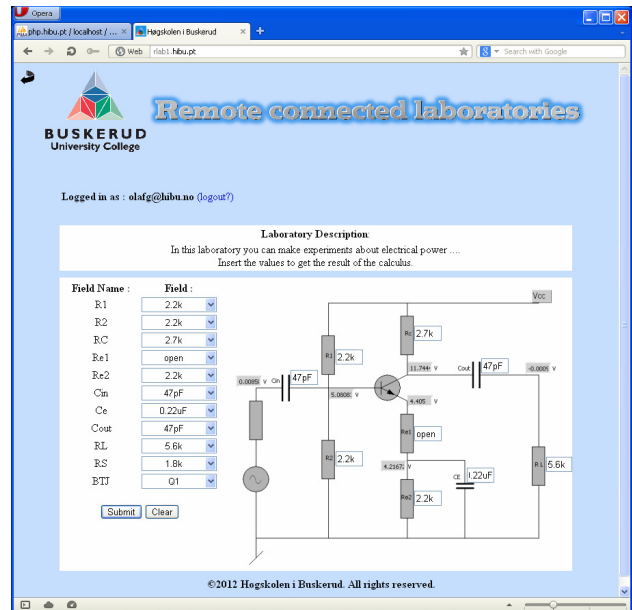 Opera
php.hibu.pt / localhost / ... × Høgskolen i Buskerud × +
Web rlab1.hibu.pt Search with Google
Remote connected laboratories
BUSKERUD
University College
Logged in as : olafg@hibu.no (logout?)
Laboratory Description:
In this laboratory you can make experiments about electrical power ....
Insert the values to get the result of the calculus.
Field Name : Field :
R1 2.2k
R2 2.2k
RC 2.7k
Re1 open
Re2 2.2k
Cin 47pF
Ce 0.22uF
Cout 47pF
RL 5.6k
RS 1.8k
BTJ Q1
Submit Clear
Vcc
Rc 2.7k
R1 2.2k
11.744 V Cout 47pF -0.0005 V
0.0085 V Cin 47pF
5.0808 V
4.405 V
Re1 open
R2 2.2k
4.2167 V
CE 0.22uF
RL 5.6k
Re2 2.2k
©2012 Hogskolen i Buskerud. All rights reserved.